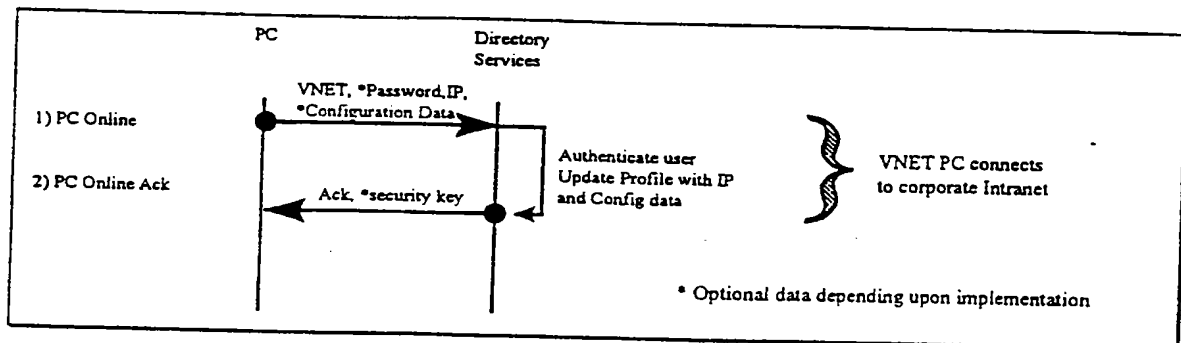 PC
Directory
Services
VNET, *Password,IP,
*Configuration Data
1) PC Online
Authenticate user
Update Profile with IP
and Config data
VNET PC connects
to corporate Intranet
2) PC Online Ack
Ack, *security key
* Optional data depending upon implementation